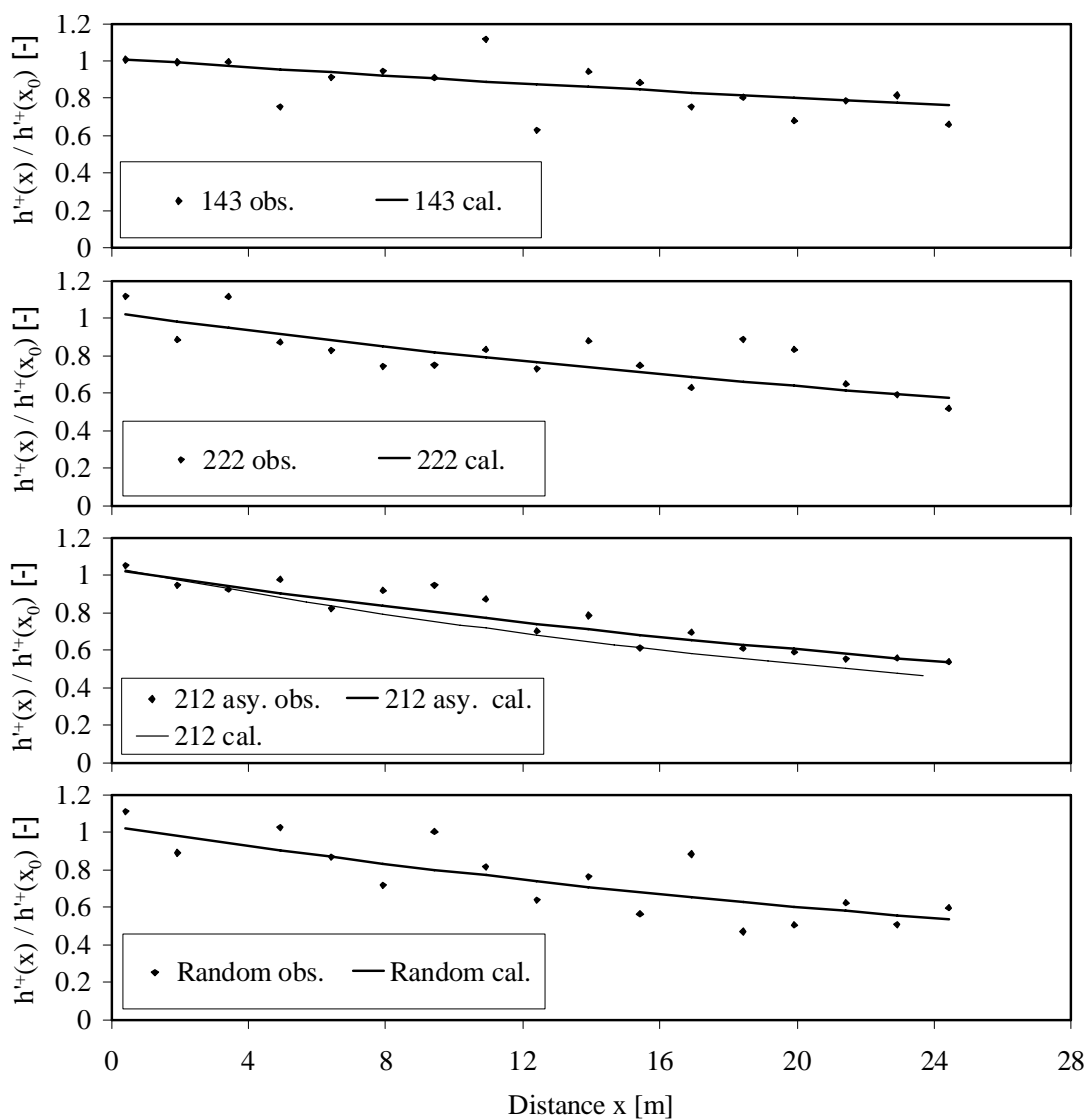 h'+(x) / h'+(x0) [-]
1.2
1
0.8
0.6
0.4
0.2
0
143 obs.
143 cal.
h'+(x) / h'+(x0) [-]
1.2
1
0.8
0.6
0.4
0.2
0
222 obs.
222 cal.
h'+(x) / h'+(x0) [-]
1.2
1
0.8
0.6
0.4
0.2
0
212 asy. obs.
212 asy. cal.
212 cal.
h'+(x) / h'+(x0) [-]
1.2
1
0.8
0.6
0.4
0.2
0
Random obs.
Random cal.
0 4 8 12 16 20 24 28
Distance x [m]